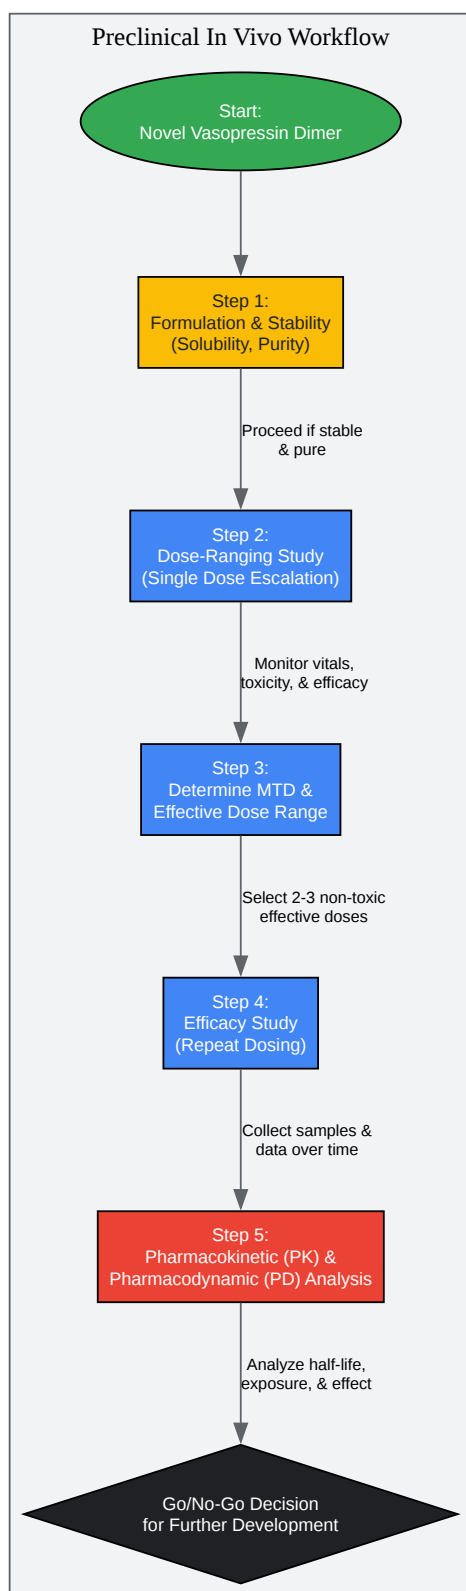 Preclinical In Vivo Workflow
Start:
Novel Vasopressin Dimer
Step 1:
Formulation & Stability
(Solubility, Purity)
Proceed if stable
& pure
Step 2:
Dose-Ranging Study
(Single Dose Escalation)
Monitor vitals,
toxicity, & efficacy
Step 3:
Determine MTD &
Effective Dose Range
Select 2-3 non-toxic
effective doses
Step 4:
Efficacy Study
(Repeat Dosing)
Collect samples &
data over time
Step 5:
Pharmacokinetic (PK) &
Pharmacodynamic (PD) Analysis
Analyze half-life,
exposure, & effect
Go/No-Go Decision
for Further Development